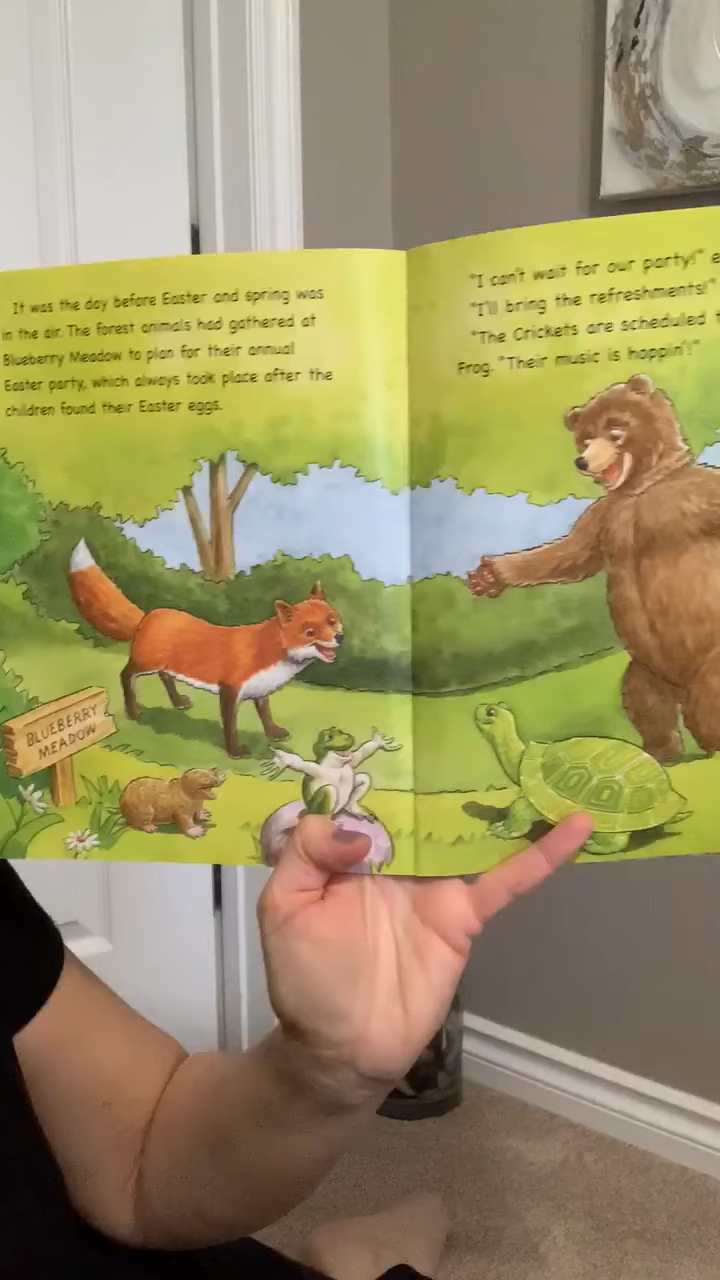 It was the day before Easter and spring was
in the air. The forest animals had gathered at
Blueberry Meadow to plan for their annual
Easter party, which always took place after the
children found their Easter eggs.
"I can't wait for our party!" e
"I'll bring the refreshments!"
"The Crickets are scheduled t
Frog. "Their music is happin'!"
BLUEBERRY
MEADOW